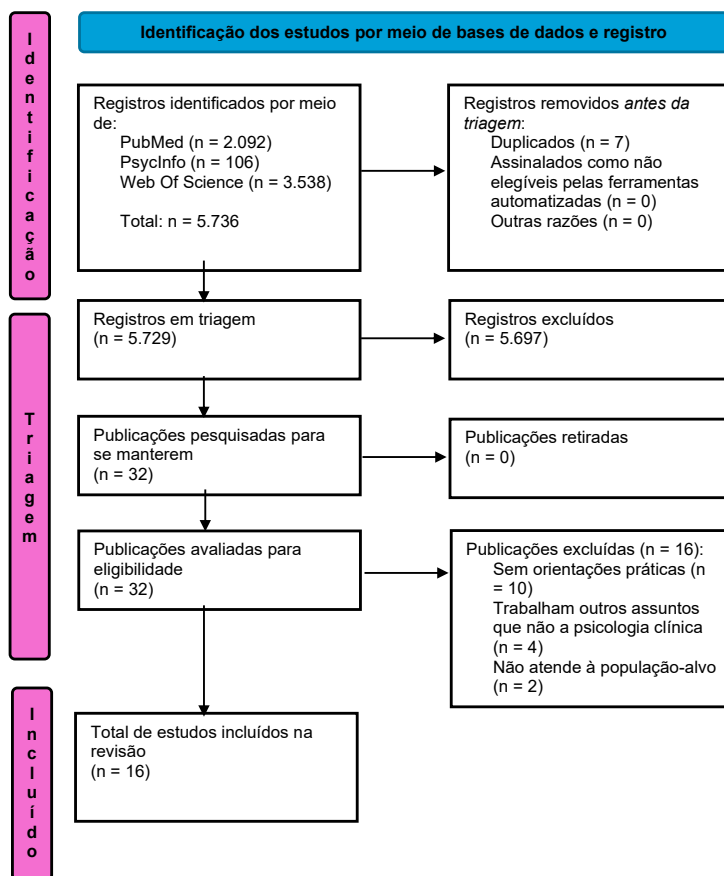 Identificação dos estudos por meio de bases de dados e registro
Identificação
Registros identificados por meio
de:
PubMed (n = 2.092)
PsycInfo (n = 106)
Web Of Science (n = 3.538)
Total: n = 5.736
Registros removidos antes da
triagem:
Duplicados (n = 7)
Assinalados como não
elegíveis pelas ferramentas
automatizadas (n = 0)
Outras razões (n = 0)
Triagem
Registros em triagem
(n = 5.729)
Registros excluídos
(n = 5.697)
Publicações pesquisadas para
se manterem
(n = 32)
Publicações retiradas
(n = 0)
Publicações avaliadas para
eligibilidade
(n = 32)
Publicações excluídas (n = 16):
Sem orientações práticas (n
= 10)
Trabalham outros assuntos
que não a psicologia clínica
(n = 4)
Não atende à população-alvo
(n = 2)
Incluído
Total de estudos incluídos na
revisão
(n = 16)